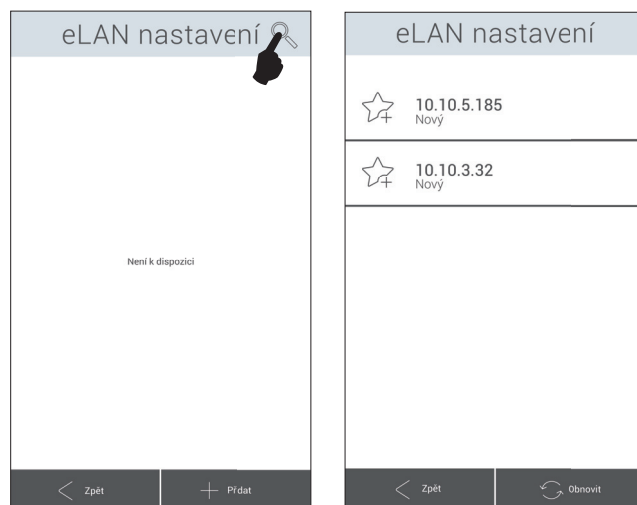 eLAN nastavení
Není k dispozici
Zpět
Přdat
eLAN nastavení
10.10.5.185
Nový
10.10.3.32
Nový
Zpět
Obnovit